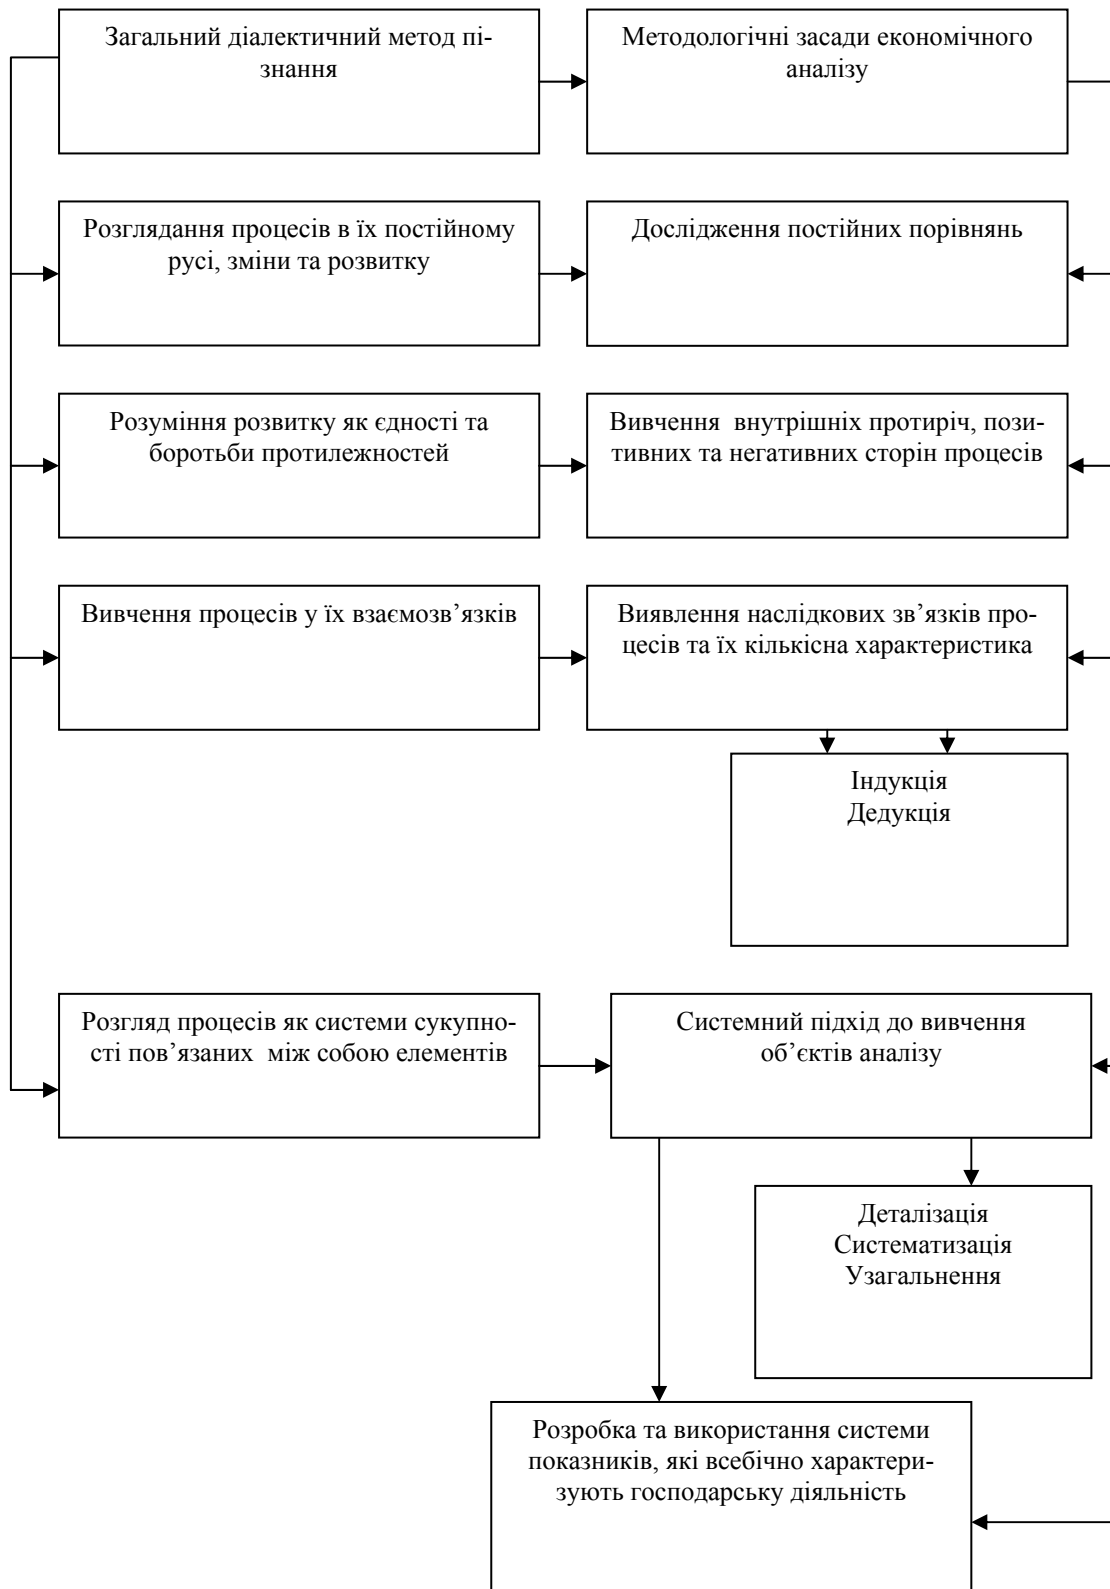 Загальний діалектичний метод пі-
знання
Методологічні засади економічного
аналізу
Розглядання процесів в їх постійному
русі, зміни та розвитку
Дослідження постійних порівнянь
Розуміння розвитку як єдності та
боротьби протилежностей
Вивчення внутрішніх протиріч, пози-
тивних та негативних сторін процесів
Вивчення процесів у їх взаємозв’язків
Виявлення наслідкових зв’язків про-
цесів та їх кількісна характеристика
Індукція
Дедукція
Розгляд процесів як системи сукупно-
сті пов’язаних між собою елементів
Системний підхід до вивчення
об’єктів аналізу
Деталізація
Систематизація
Узагальнення
Розробка та використання системи
показників, які всебічно характери-
зують господарську діяльність